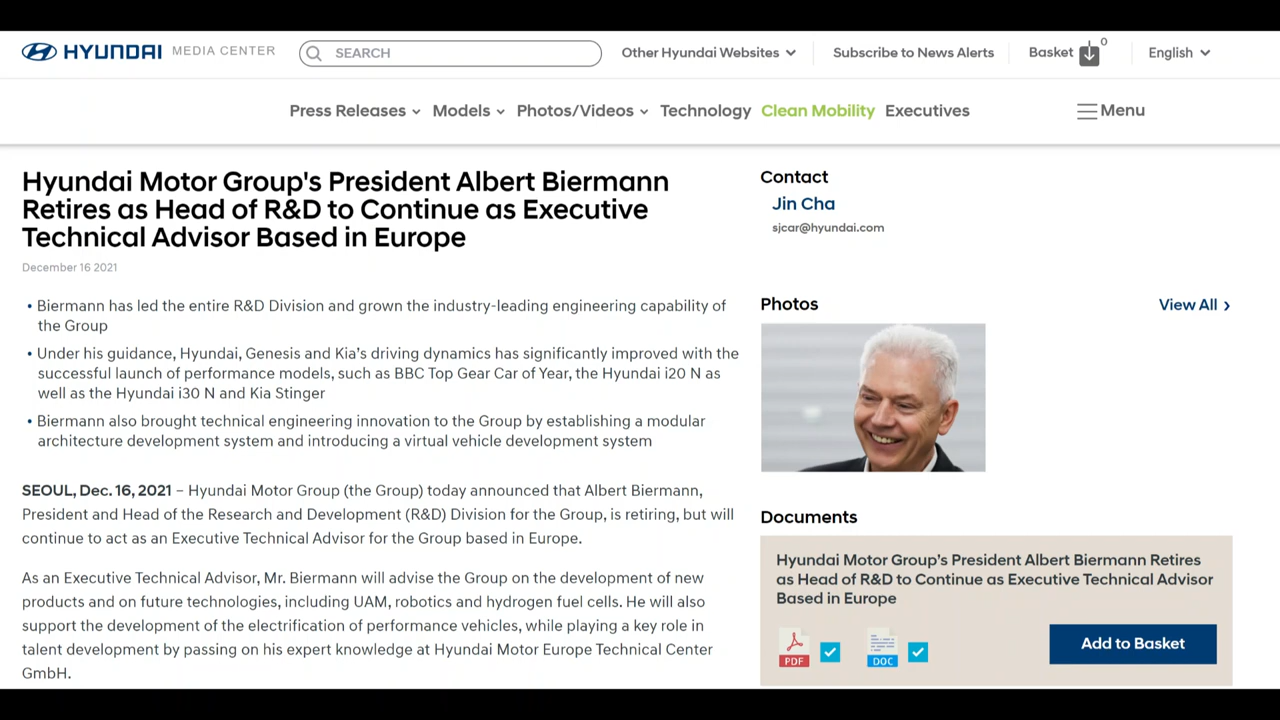 HYUNDAI MEDIA CENTER
SEARCH
Other Hyundai Websites
Subscribe to News Alerts
Basket 0
English
Press Releases
Models
Photos/Videos
Technology
Clean Mobility
Executives
Menu
Hyundai Motor Group's President Albert Biermann
Retires as Head of R&D to Continue as Executive
Technical Advisor Based in Europe
December 16 2021
• Biermann has led the entire R&D Division and grown the industry-leading engineering capability of
the Group
• Under his guidance, Hyundai, Genesis and Kia's driving dynamics has significantly improved with the
successful launch of performance models, such as BBC Top Gear Car of Year, the Hyundai i20 N as
well as the Hyundai i30 N and Kia Stinger
• Biermann also brought technical engineering innovation to the Group by establishing a modular
architecture development system and introducing a virtual vehicle development system
SEOUL, Dec. 16, 2021 – Hyundai Motor Group (the Group) today announced that Albert Biermann,
President and Head of the Research and Development (R&D) Division for the Group, is retiring, but will
continue to act as an Executive Technical Advisor for the Group based in Europe.
As an Executive Technical Advisor, Mr. Biermann will advise the Group on the development of new
products and on future technologies, including UAM, robotics and hydrogen fuel cells. He will also
support the development of the electrification of performance vehicles, while playing a key role in
talent development by passing on his expert knowledge at Hyundai Motor Europe Technical Center
GmbH.
Contact
Jin Cha
sjcar@hyundai.com
Photos
View All
Documents
Hyundai Motor Group's President Albert Biermann Retires
as Head of R&D to Continue as Executive Technical Advisor
Based in Europe
PDF
DOC
Add to Basket